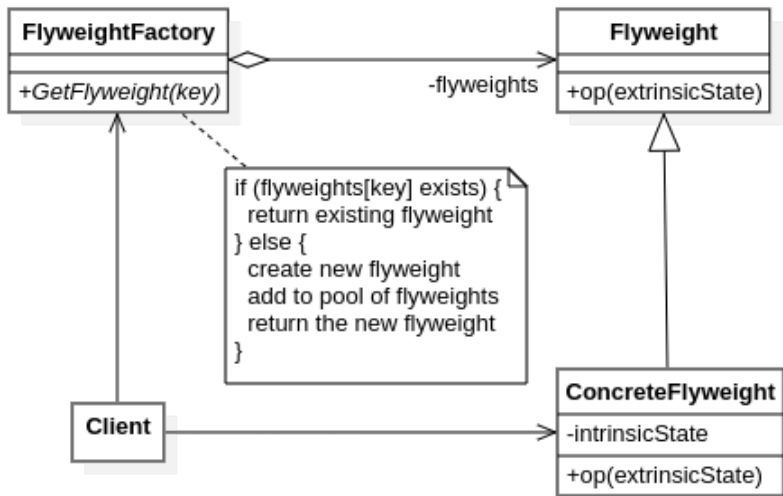 FlyweightFactory
+GetFlyweight(key)
-flyweights
Flyweight
+op(extrinsicState)
if (flyweights[key] exists) {
return existing flyweight
} else {
create new flyweight
add to pool of flyweights
return the new flyweight
}
Client
ConcreteFlyweight
-intrinsicState
+op(extrinsicState)